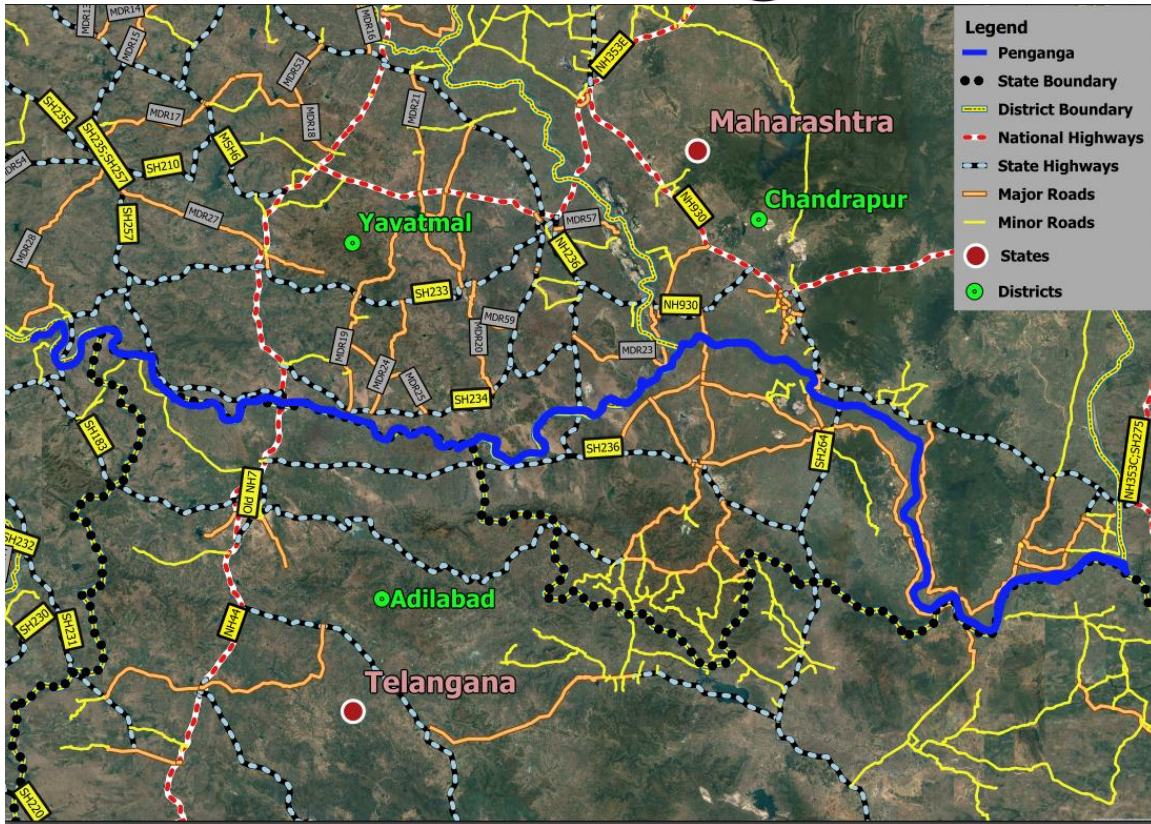 Legend
Penganga
State Boundary
District Boundary
National Highways
State Highways
Major Roads
Minor Roads
States
Districts
MDR13
MDR14
MDR15
MDR16
MDR53
MDR21
NH353E
MDR17
MDR18
SH235
SH235;SH257
MSH6
SH210
MDR54
SH257
MDR27
MDR28
Maharashtra
Chandrapur
NH930
Yavatmal
MDR57
NH236
SH233
NH930
MDR59
MDR20
MDR19
MDR24
MDR25
MDR23
SH234
SH183
SH236
SH264
NH353C;SH275
Old NH7
SH232
Adilabad
SH230
SH231
NH44
Telangana
SH220